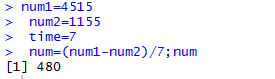 > num1=4515
> num2=1155
> time=7
> num=(num1-num2)/7;num
[1] 480